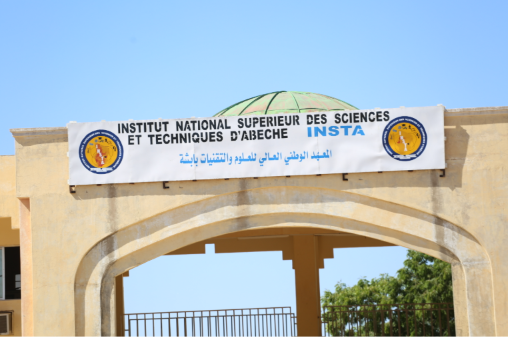 INSTITUT NATIONAL SUPERIEUR DES SCIENCES
ET TECHNIQUES D'ABECHE INSTA
المعهد الوطني العالي للعلوم والتقنيات بأبشة